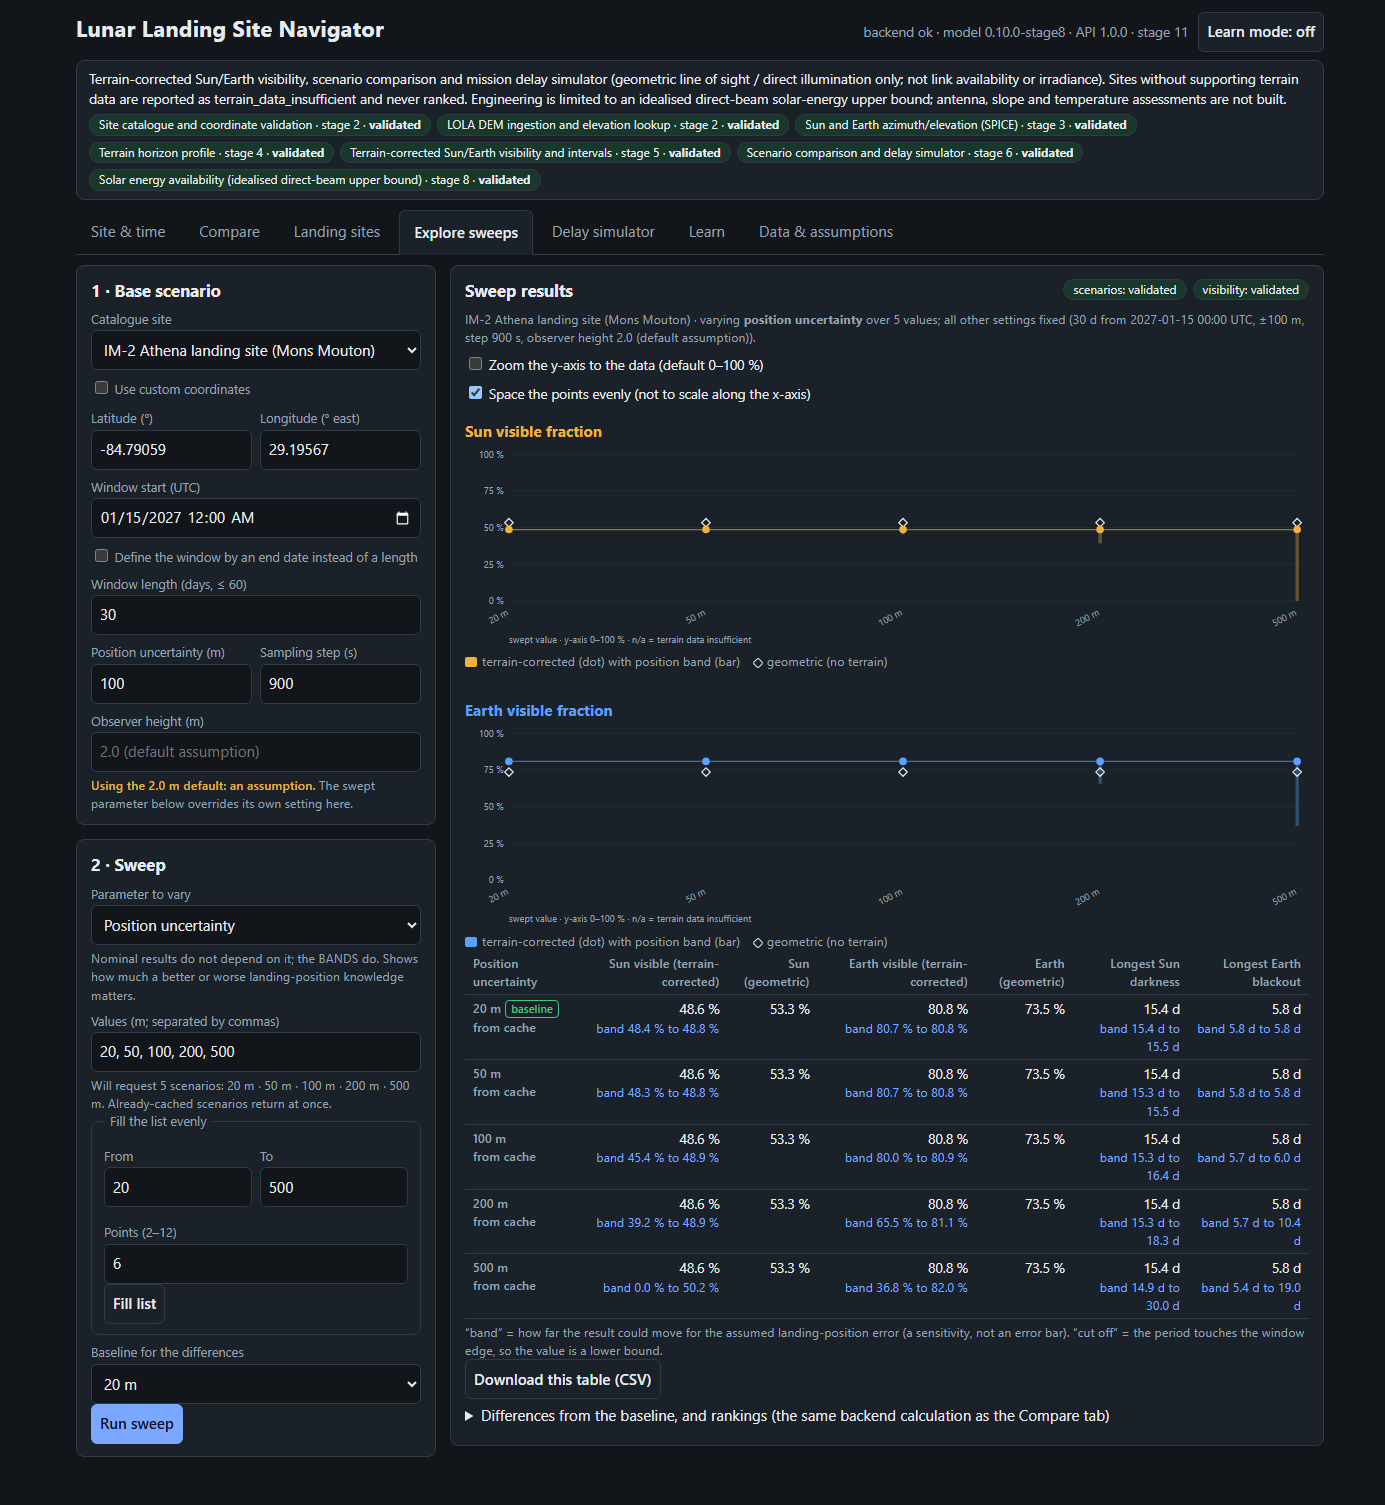 Lunar Landing Site Navigator
backend ok · model 0.10.0-stage8 · API 1.0.0 · stage 11
Learn mode: off
Terrain-corrected Sun/Earth visibility, scenario comparison and mission delay simulator (geometric line of sight / direct illumination only; not link availability or irradiance). Sites without supporting terrain
data are reported as terrain_data_insufficient and never ranked. Engineering is limited to an idealised direct-beam solar-energy upper bound; antenna, slope and temperature assessments are not built.
Site catalogue and coordinate validation · stage 2 · validated
LOLA DEM ingestion and elevation lookup · stage 2 · validated
Sun and Earth azimuth/elevation (SPICE) · stage 3 · validated
Terrain horizon profile · stage 4 · validated
Terrain-corrected Sun/Earth visibility and intervals · stage 5 · validated
Scenario comparison and delay simulator · stage 6 · validated
Solar energy availability (idealised direct-beam upper bound) · stage 8 · validated
Site & time
Compare
Landing sites
Explore sweeps
Delay simulator
Learn
Data & assumptions
1 · Base scenario
Catalogue site
IM-2 Athena landing site (Mons Mouton)
Use custom coordinates
Latitude (°)
Longitude (° east)
-84.79059
29.19567
Window start (UTC)
01/15/2027 12:00 AM
Define the window by an end date instead of a length
Window length (days, ≤ 60)
30
Position uncertainty (m)
Sampling step (s)
100
900
Observer height (m)
2.0 (default assumption)
Using the 2.0 m default: an assumption. The swept
parameter below overrides its own setting here.
2 · Sweep
Parameter to vary
Position uncertainty
Nominal results do not depend on it; the BANDS do. Shows
how much a better or worse landing-position knowledge
matters.
Values (m; separated by commas)
20, 50, 100, 200, 500
Will request 5 scenarios: 20 m · 50 m · 100 m · 200 m · 500
m. Already-cached scenarios return at once.
Fill the list evenly
From
To
20
500
Points (2–12)
6
Fill list
Baseline for the differences
20 m
Run sweep
Sweep results
scenarios: validated
visibility: validated
IM-2 Athena landing site (Mons Mouton) · varying position uncertainty over 5 values; all other settings fixed (30 d from 2027-01-15 00:00 UTC, ±100 m,
step 900 s, observer height 2.0 (default assumption)).
Zoom the y-axis to the data (default 0–100 %)
Space the points evenly (not to scale along the x-axis)
Sun visible fraction
100 %
75 %
50 %
25 %
0 %
20 m
50 m
100 m
200 m
500 m
swept value · y-axis 0–100 % · n/a = terrain data insufficient
terrain-corrected (dot) with position band (bar)
geometric (no terrain)
Earth visible fraction
100 %
75 %
50 %
25 %
0 %
20 m
50 m
100 m
200 m
500 m
swept value · y-axis 0–100 % · n/a = terrain data insufficient
terrain-corrected (dot) with position band (bar)
geometric (no terrain)
Position Sun visible (terrain- Sun Earth visible (terrain- Earth Longest Sun Longest Earth
uncertainty corrected) (geometric) corrected) (geometric) darkness blackout
20 m baseline 48.6 % 53.3 % 80.8 % 73.5 % 15.4 d 5.8 d
from cache band 48.4 % to 48.8 % band 80.7 % to 80.8 % band 15.4 d to band 5.8 d to 5.8 d
15.5 d
50 m 48.6 % 53.3 % 80.8 % 73.5 % 15.4 d 5.8 d
from cache band 48.3 % to 48.8 % band 80.7 % to 80.8 % band 15.3 d to band 5.8 d to 5.8 d
15.5 d
100 m 48.6 % 53.3 % 80.8 % 73.5 % 15.4 d 5.8 d
from cache band 45.4 % to 48.9 % band 80.0 % to 80.9 % band 15.3 d to band 5.7 d to 6.0 d
16.4 d
200 m 48.6 % 53.3 % 80.8 % 73.5 % 15.4 d 5.8 d
from cache band 39.2 % to 48.9 % band 65.5 % to 81.1 % band 15.3 d to band 5.7 d to 10.4
18.3 d d
500 m 48.6 % 53.3 % 80.8 % 73.5 % 15.4 d 5.8 d
from cache band 0.0 % to 50.2 % band 36.8 % to 82.0 % band 14.9 d to band 5.4 d to 19.0
30.0 d d
"band" = how far the result could move for the assumed landing-position error (a sensitivity, not an error bar). "cut off" = the period touches the window
edge, so the value is a lower bound.
Download this table (CSV)
Differences from the baseline, and rankings (the same backend calculation as the Compare tab)